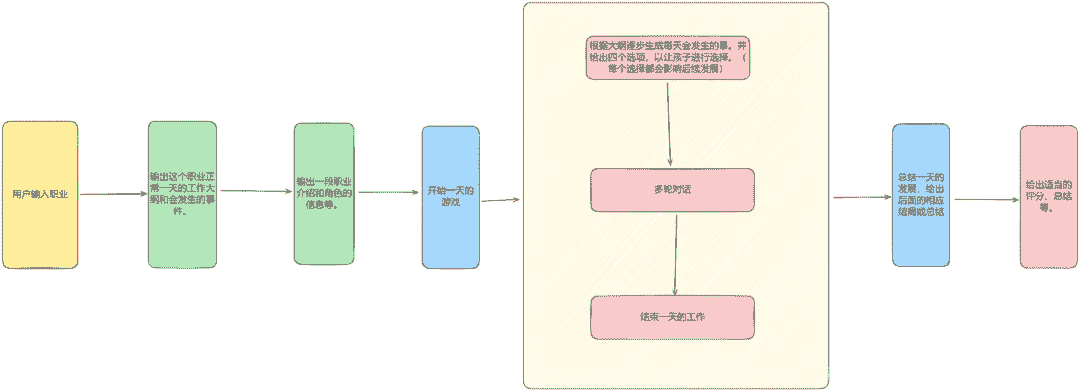 用户输入职业
输出这个职业正
常一天的工作大
纲和会发生的事
件。
输出一段职业
介绍和角色的
信息等。
开始一天的
游戏
根据大纲逐步生成每天会发生的事。并
给出四个选项，以让孩子进行选择。（
每个选择都会影响后续发展）
多轮对话
结束一天的工作
总结一天的
发展，给出
后面的相应
结局或总结
给出适当的
评分、总结
等。